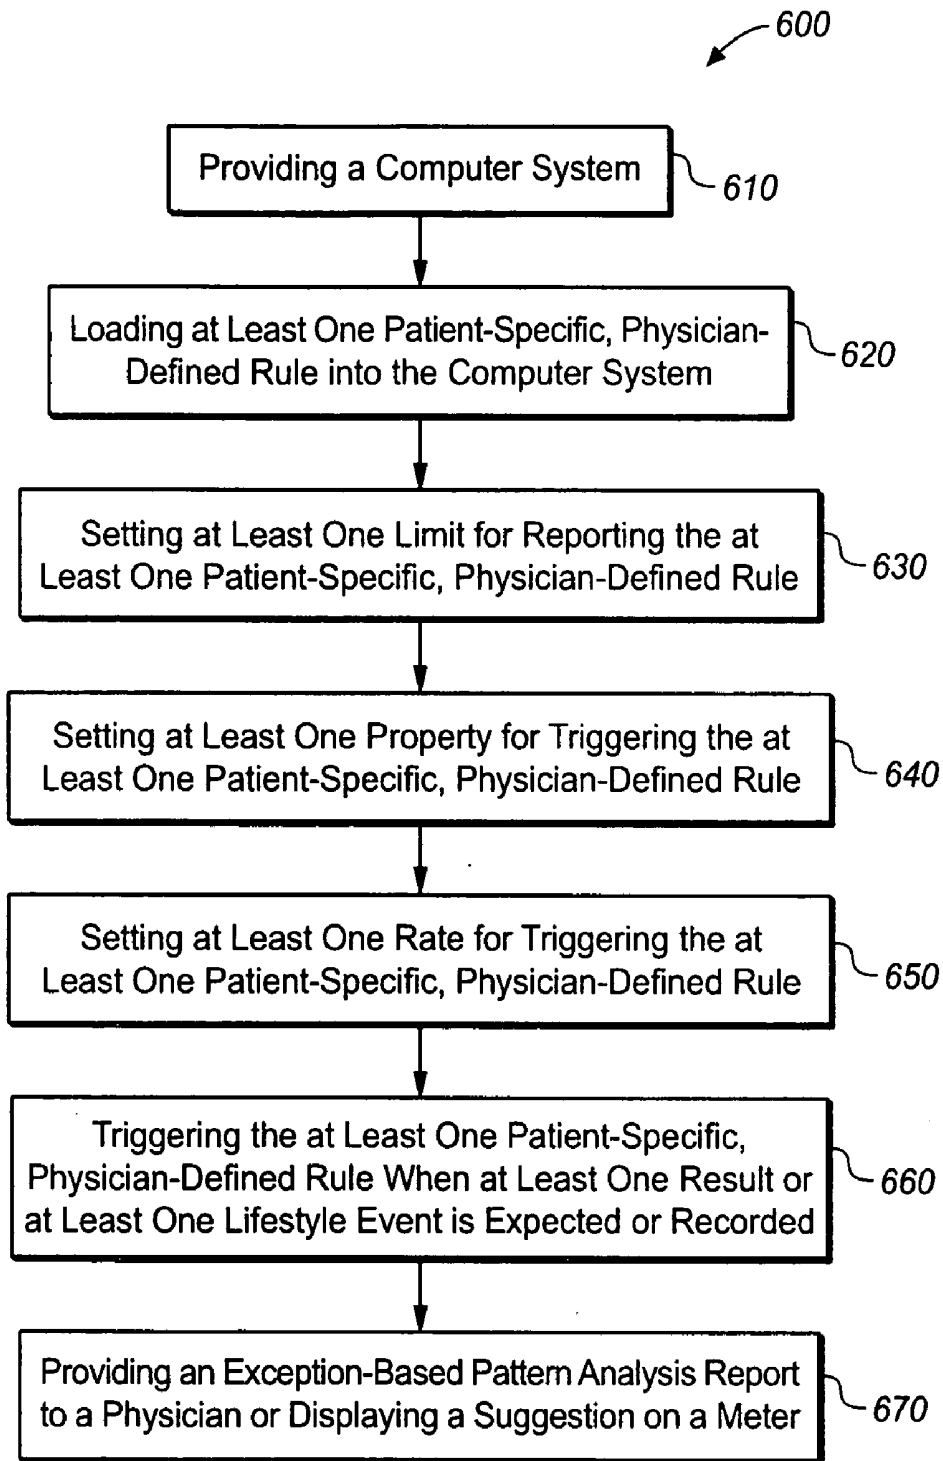 600
Providing a Computer System
610
Loading at Least One Patient-Specific, Physician-
Defined Rule into the Computer System
620
Setting at Least One Limit for Reporting the at
Least One Patient-Specific, Physician-Defined Rule
630
Setting at Least One Property for Triggering the at
Least One Patient-Specific, Physician-Defined Rule
640
Setting at Least One Rate for Triggering the at
Least One Patient-Specific, Physician-Defined Rule
650
Triggering the at Least One Patient-Specific,
Physician-Defined Rule When at Least One Result or
at Least One Lifestyle Event is Expected or Recorded
660
Providing an Exception-Based Pattern Analysis Report
to a Physician or Displaying a Suggestion on a Meter
670